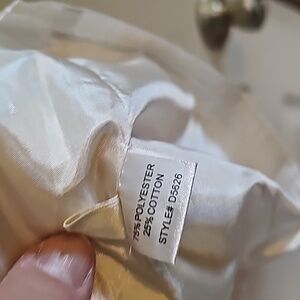 75% POLYESTER
25% COTTON
STYLE# D5626